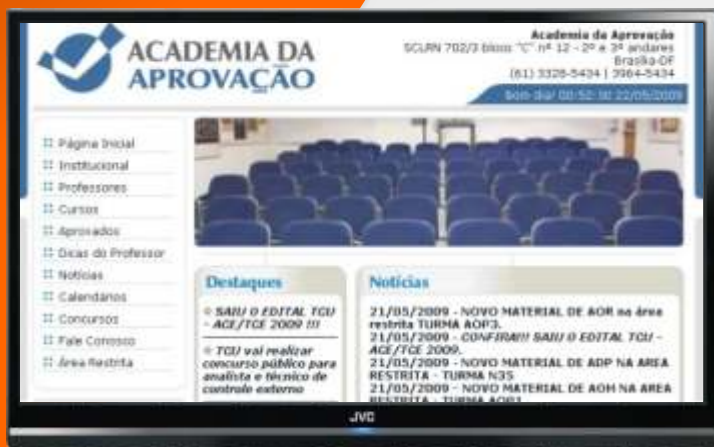 ACADEMIA DA
APROVAÇÃO
Academia da Aprovação
SCLRN 702/3 bloco "C" nº 12 - 2º e 3º andares
Brasília-DF
(61) 3328-5434 | 3964-5434
bom dia! 00:52:30 22/05/2009
Página Inicial
Institucional
Professores
Cursos
Aprovados
Dicas do Professor
Notícias
Calendários
Concursos
Fale Conosco
Área Restrita
Destaques
SAIU O EDITAL TCU
- ACE/TCE 2009 !!!
TCU vai realizar
concurso público para
analista e técnico de
controle externo
Notícias
21/05/2009 - NOVO MATERIAL DE AOR na área
restrita TURMA AOP3.
21/05/2009 - CONFIRA!!! SAIU O EDITAL TCU -
ACE/TCE 2009.
21/05/2009 - NOVO MATERIAL DE ADP NA AREA
RESTRITA - TURMA N35
21/05/2009 - NOVO MATERIAL DE AOH NA AREA
RESTRITA - TURMA AOP1
JVC